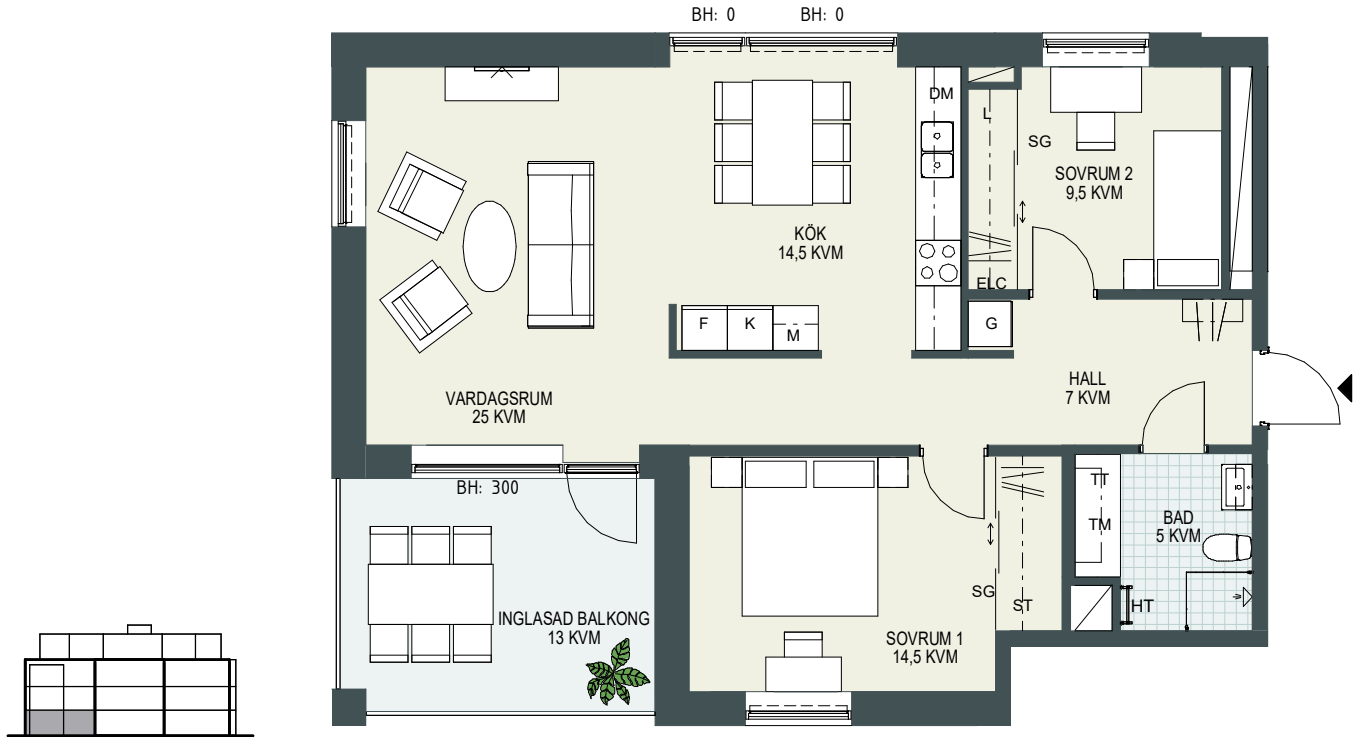 BH: 0
BH: 0
DM
L
SG
SOVRUM 2
9,5 KVM
KÖK
14,5 KVM
ELC
F
K
M
G
HALL
7 KVM
VARDAGSRUM
25 KVM
BH: 300
TT
TM
BAD
5 KVM
SG
ST
HT
INGLASAD BALKONG
13 KVM
SOVRUM 1
14,5 KVM